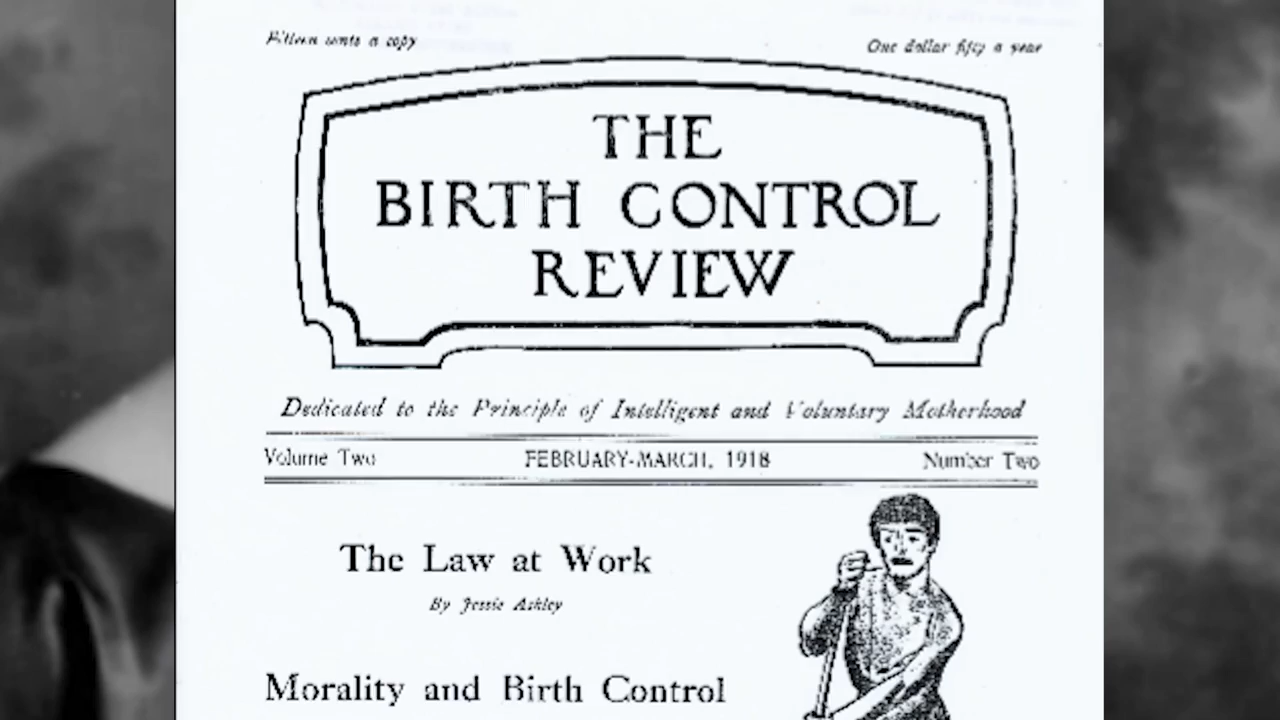 Fifteen cents a copy
One dollar fifty a year
THE
BIRTH CONTROL
REVIEW
Dedicated to the Principle of Intelligent and Voluntary Motherhood
Volume Two
FEBRUARY-MARCH, 1918
Number Two
The Law at Work
By Jessie Ashley
Morality and Birth Control